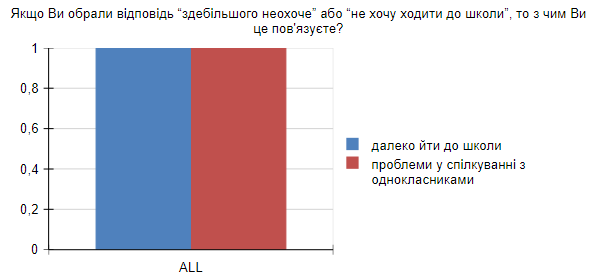 Якщо Ви обрали відповідь “здебільшого неохоче” або “не хочу ходити до школи”, то з чим Ви
це пов'язуєте?
1
0,8
0,6
0,4
0,2
0
ALL
далеко йти до школи
проблеми у спілкуванні з
однокласниками